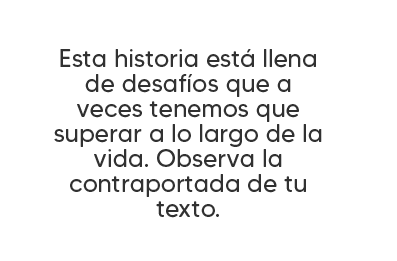 Esta historia está llena
de desafíos que a
veces tenemos que
superar a lo largo de la
vida. Observa la
contraportada de tu
texto.